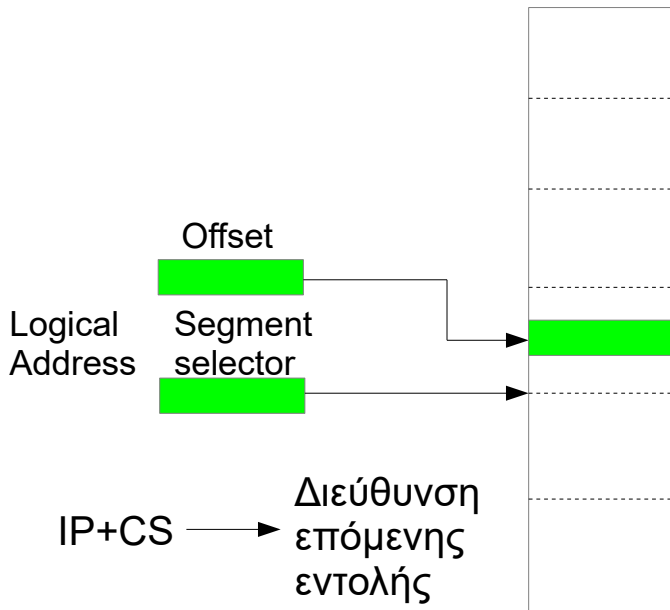 Offset
Logical
Address
Segment
selector
IP+CS
Διεύθυνση
επόμενης
εντολής